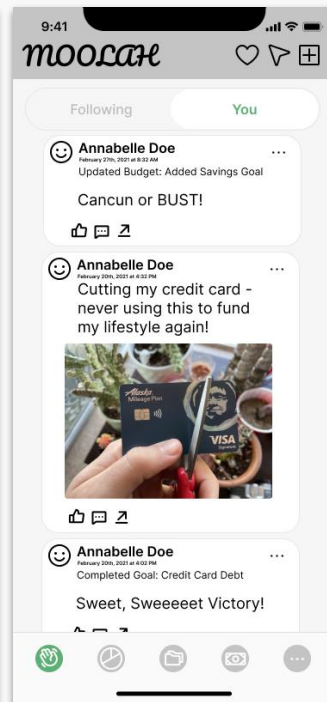 9:41
MOOLAH
Following
You
Annabelle Doe
February 27th, 2021 at 8:32 AM
Updated Budget: Added Savings Goal
Cancun or BUST!
Annabelle Doe
February 20th, 2021 at 4:32 PM
Cutting my credit card -
never using this to fund
my lifestyle again!
Alaska
Mileage Plan
VISA
Signature
Annabelle Doe
February 20th, 2021 at 4:02 PM
Completed Goal: Credit Card Debt
Sweet, Sweeeeet Victory!